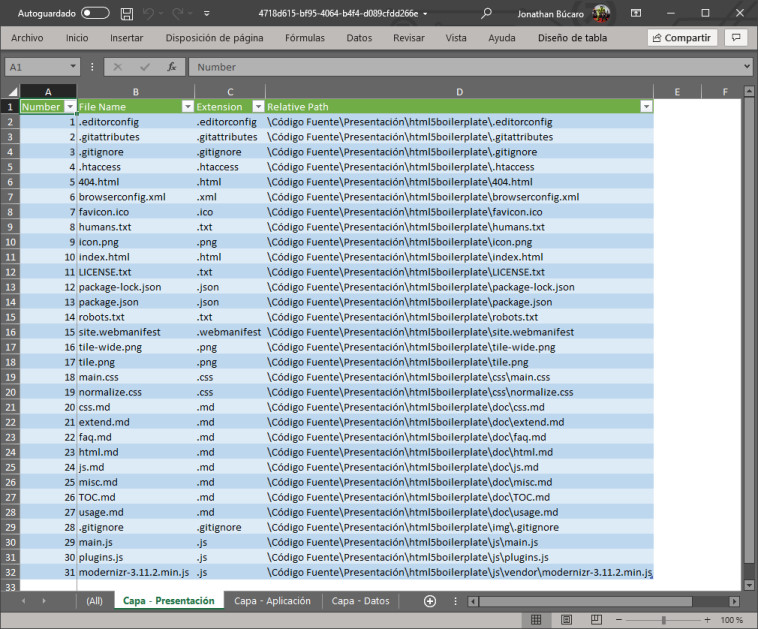 Autoguardado 4718d615-bf95-4064-b4f4-d089cfdd266e Jonathan Búcaro
Archivo Inicio Insertar Disposición de página Fórmulas Datos Revisar Vista Ayuda Diseño de tabla Compartir
A1 fx Number
A B C D E F
1 Number File Name Extension Relative Path
2 1 .editorconfig .editorconfig \Código Fuente\Presentación\html5boilerplate\.editorconfig
3 2 .gitattributes .gitattributes \Código Fuente\Presentación\html5boilerplate\.gitattributes
4 3 .gitignore .gitignore \Código Fuente\Presentación\html5boilerplate\.gitignore
5 4 .htaccess .htaccess \Código Fuente\Presentación\html5boilerplate\.htaccess
6 5 404.html .html \Código Fuente\Presentación\html5boilerplate\404.html
7 6 browserconfig.xml .xml \Código Fuente\Presentación\html5boilerplate\browserconfig.xml
8 7 favicon.ico .ico \Código Fuente\Presentación\html5boilerplate\favicon.ico
9 8 humans.txt .txt \Código Fuente\Presentación\html5boilerplate\humans.txt
10 9 icon.png .png \Código Fuente\Presentación\html5boilerplate\icon.png
11 10 index.html .html \Código Fuente\Presentación\html5boilerplate\index.html
12 11 LICENSE.txt .txt \Código Fuente\Presentación\html5boilerplate\LICENSE.txt
13 12 package-lock.json .json \Código Fuente\Presentación\html5boilerplate\package-lock.json
14 13 package.json .json \Código Fuente\Presentación\html5boilerplate\package.json
15 14 robots.txt .txt \Código Fuente\Presentación\html5boilerplate\robots.txt
16 15 site.webmanifest .webmanifest \Código Fuente\Presentación\html5boilerplate\site.webmanifest
17 16 tile-wide.png .png \Código Fuente\Presentación\html5boilerplate\tile-wide.png
18 17 tile.png .png \Código Fuente\Presentación\html5boilerplate\tile.png
19 18 main.css .css \Código Fuente\Presentación\html5boilerplate\css\main.css
20 19 normalize.css .css \Código Fuente\Presentación\html5boilerplate\css\normalize.css
21 20 css.md .md \Código Fuente\Presentación\html5boilerplate\doc\css.md
22 21 extend.md .md \Código Fuente\Presentación\html5boilerplate\doc\extend.md
23 22 faq.md .md \Código Fuente\Presentación\html5boilerplate\doc\faq.md
24 23 html.md .md \Código Fuente\Presentación\html5boilerplate\doc\html.md
25 24 js.md .md \Código Fuente\Presentación\html5boilerplate\doc\js.md
26 25 misc.md .md \Código Fuente\Presentación\html5boilerplate\doc\misc.md
27 26 TOC.md .md \Código Fuente\Presentación\html5boilerplate\doc\TOC.md
28 27 usage.md .md \Código Fuente\Presentación\html5boilerplate\doc\usage.md
29 28 .gitignore .gitignore \Código Fuente\Presentación\html5boilerplate\img\.gitignore
30 29 main.js .js \Código Fuente\Presentación\html5boilerplate\js\main.js
31 30 plugins.js .js \Código Fuente\Presentación\html5boilerplate\js\plugins.js
32 31 modernizr-3.11.2.min.js .js \Código Fuente\Presentación\html5boilerplate\js\vendor\modernizr-3.11.2.min.js
33
(All) Capa - Presentación Capa - Aplicación Capa - Datos
100 %